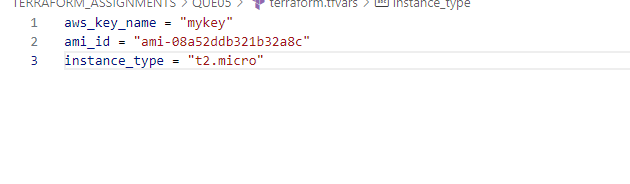 TERRAFORM_ASSIGNMENTS > QUE05 > terraform.tfvars > instance_type
1 aws_key_name = "mykey"
2 ami_id = "ami-08a52ddb321b32a8c"
3 instance_type = "t2.micro"